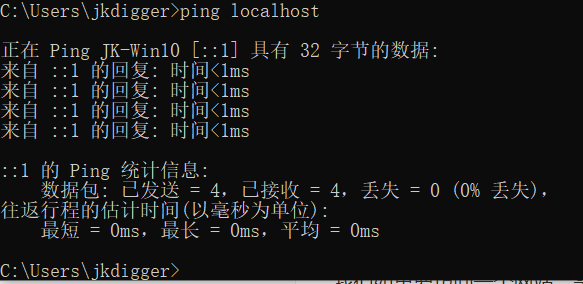 C:\Users\jkdigger>ping localhost
正在 Ping JK-Win10 [::1] 具有 32 字节的数据:
来自 ::1 的回复: 时间<1ms
来自 ::1 的回复: 时间<1ms
来自 ::1 的回复: 时间<1ms
来自 ::1 的回复: 时间<1ms
::1 的 Ping 统计信息:
数据包: 已发送 = 4，已接收 = 4，丢失 = 0 (0% 丢失)，
往返行程的估计时间(以毫秒为单位):
最短 = 0ms，最长 = 0ms，平均 = 0ms
C:\Users\jkdigger>